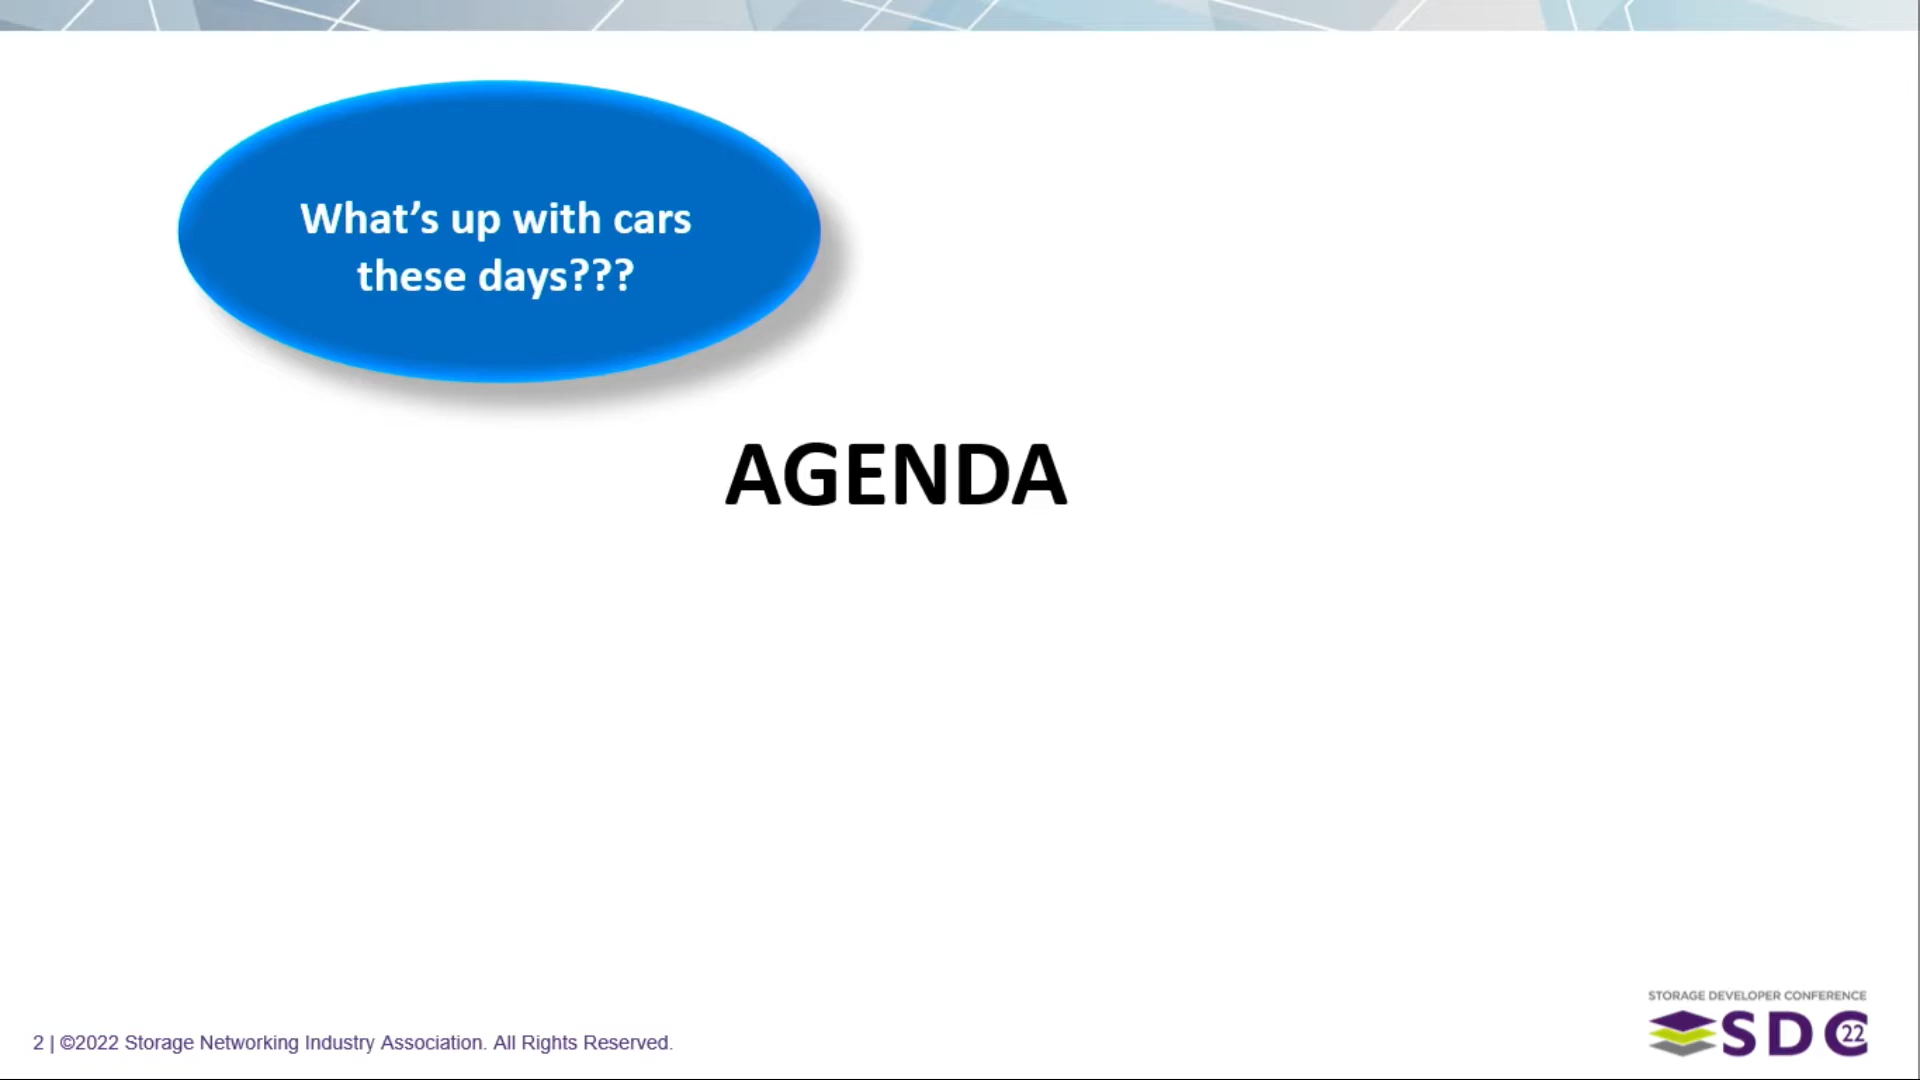 What’s up with cars
these days???
AGENDA
STORAGE DEVELOPER CONFERENCE
SDC 22
2 | ©2022 Storage Networking Industry Association. All Rights Reserved.